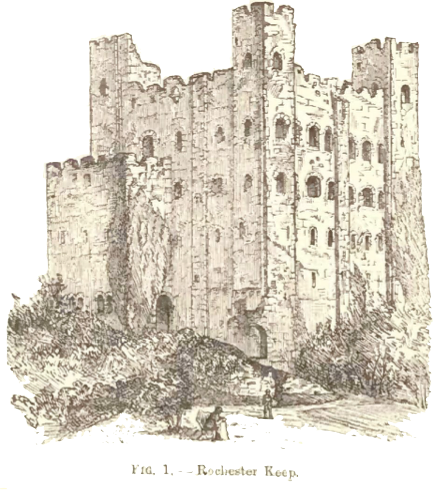 FIG. 1. — Rochester Keep.